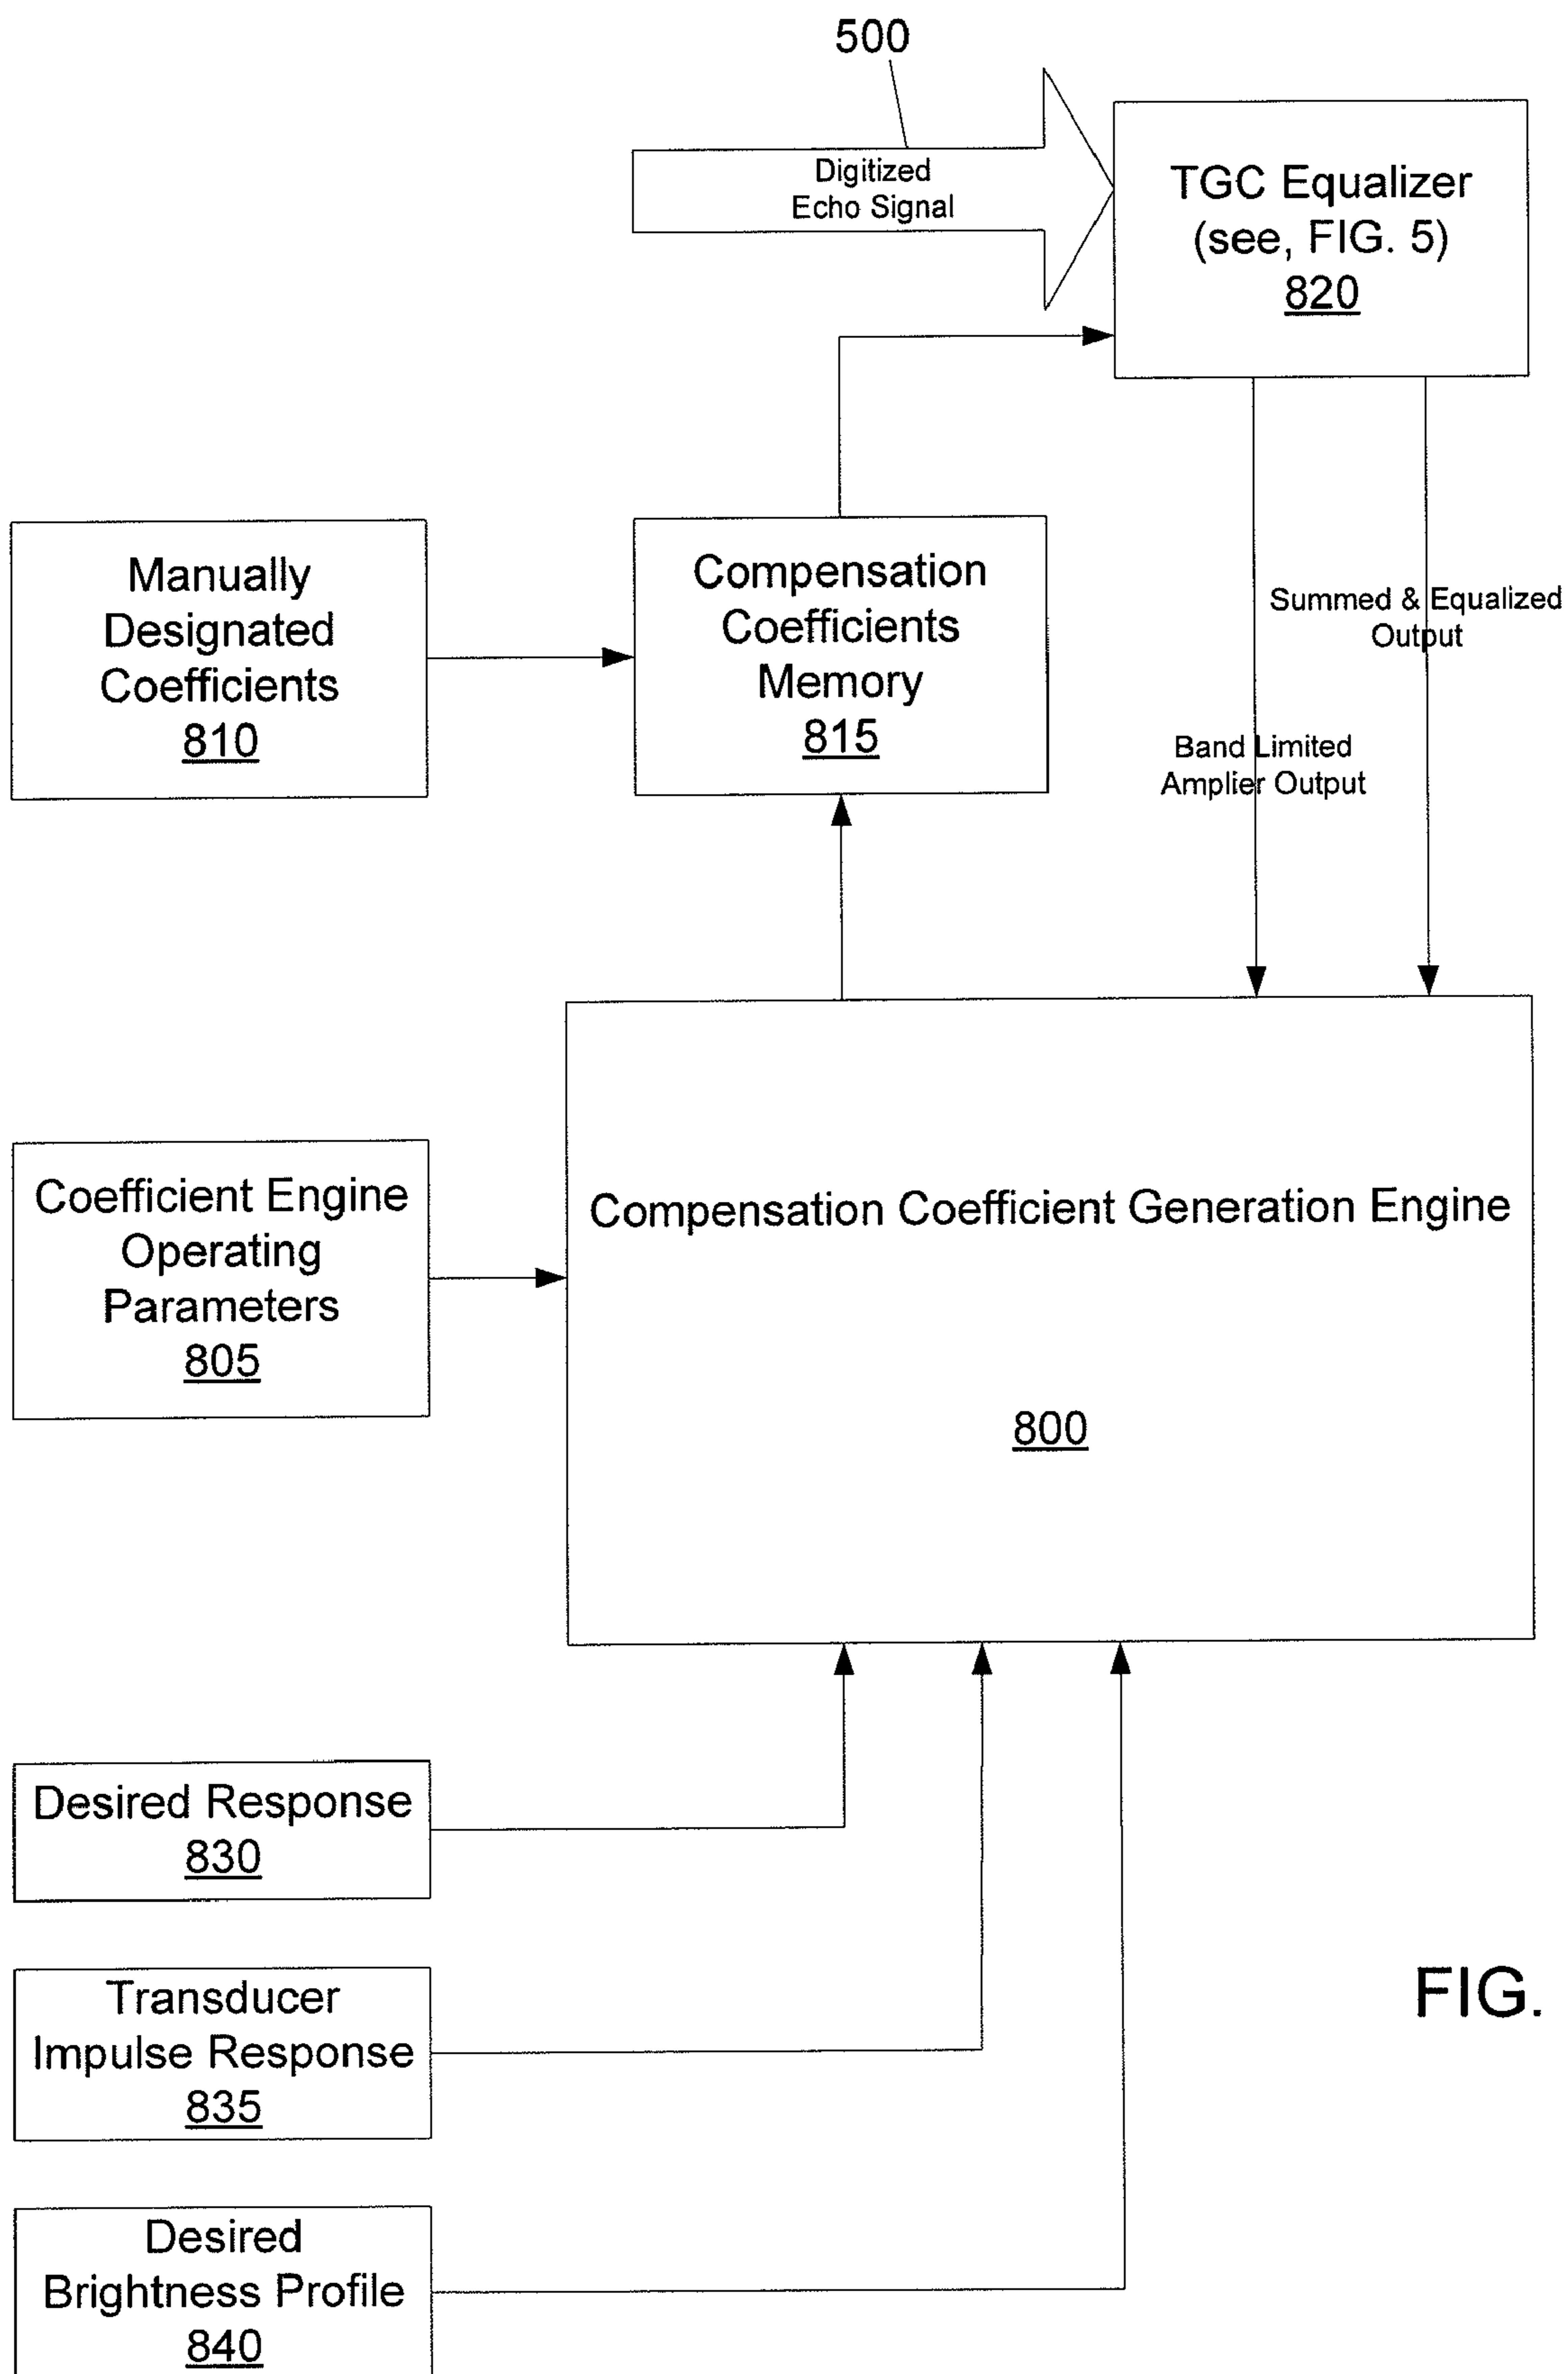 500
Digitized
Echo Signal
TGC Equalizer
(see, FIG. 5)
820
Manually
Designated
Coefficients
810
Compensation
Coefficients
Memory
815
Summed & Equalized
Output
Band Limited
Amplier Output
Coefficient Engine
Operating
Parameters
805
Compensation Coefficient Generation Engine
800
Desired Response
830
Transducer
Impulse Response
835
Desired
Brightness Profile
840
FIG.